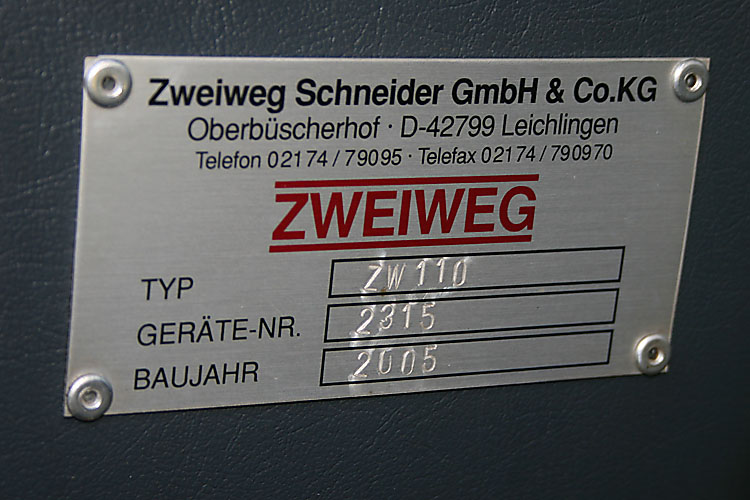 Zweiweg Schneider GmbH & Co.KG
Oberbüscherhof · D-42799 Leichlingen
Telefon 02174 / 79095 · Telefax 02174 / 790970
ZWEIWEG
TYP ZW110
GERÄTE-NR. 2315
BAUJAHR 2005